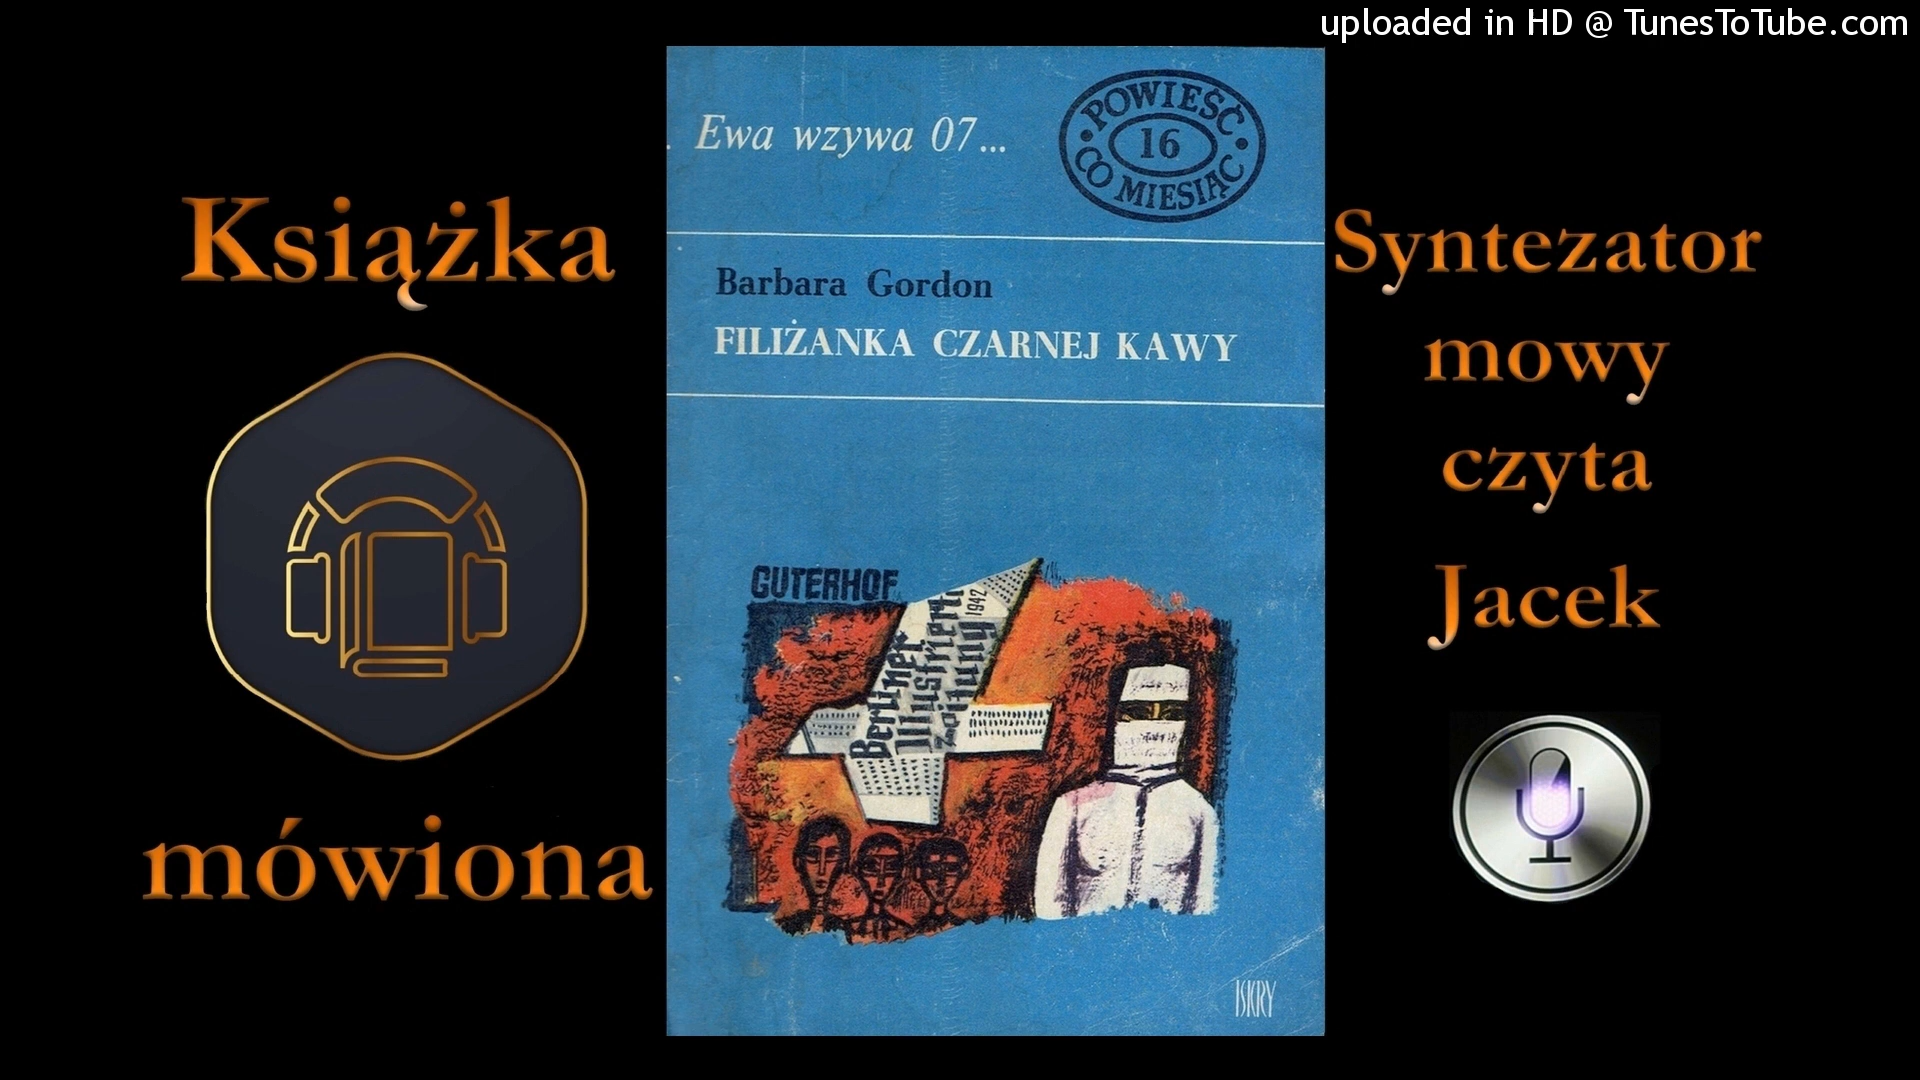 uploaded in HD @ TunesToTube.com
Książka
mówiona
Ewa wzywa 07...
POWIEŚĆ
16
CO MIESIĄC
Barbara Gordon
FILIŻANKA CZARNEJ KAWY
GUTERHOF
Berliner
Illustrierte
Zeitung 1942
ISKRY
Syntezator
mowy
czyta
Jacek